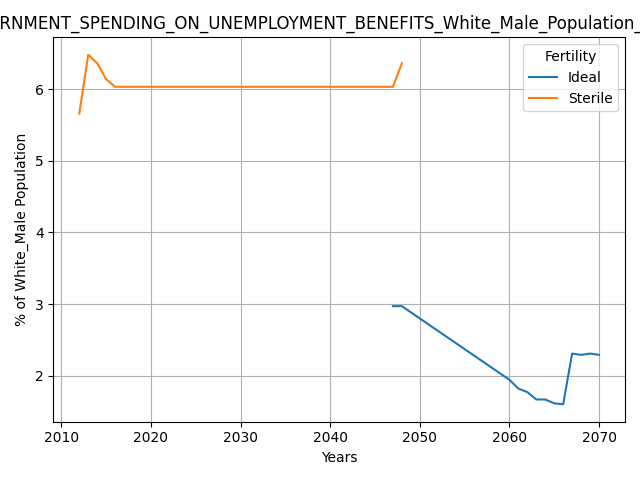 RNMENT_SPENDING_ON_UNEMPLOYMENT_BENEFITS_White_Male_Population_
Fertility
Ideal
Sterile
6
5
4
3
2
% of White_Male Population
2010 2020 2030 2040 2050 2060 2070
Years